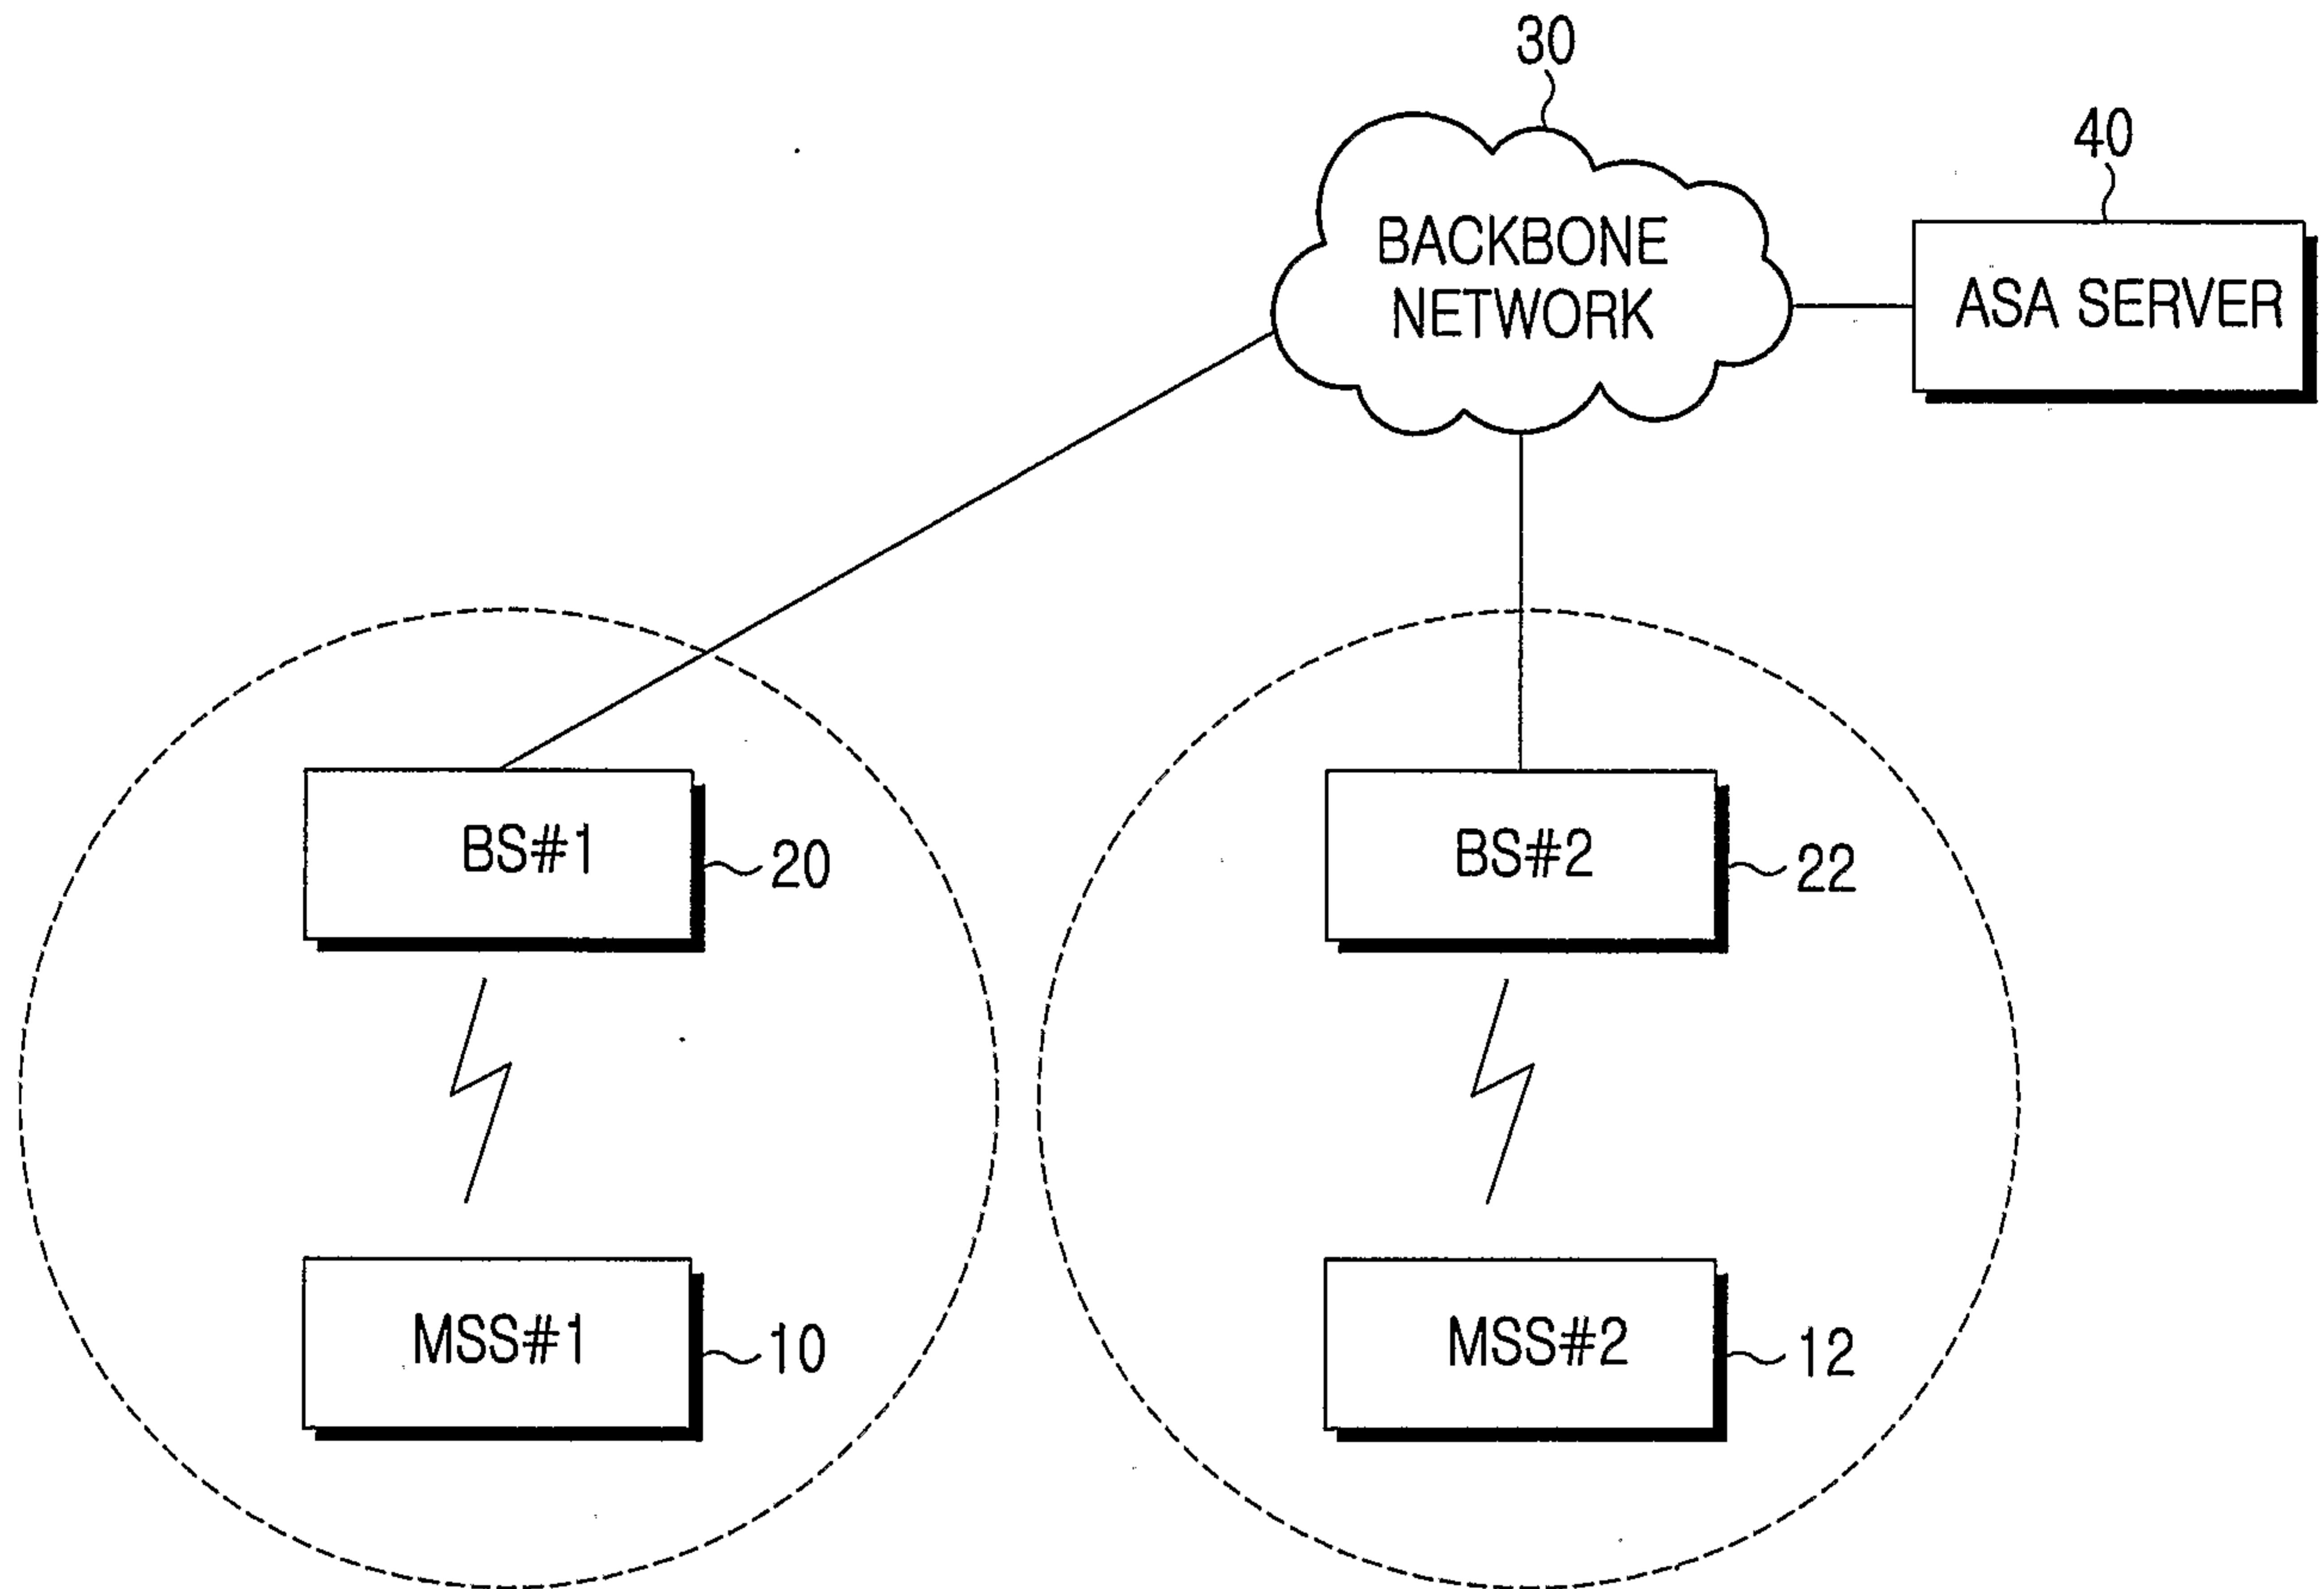 30
40
BACKBONE
NETWORK
ASA SERVER
BS#1
20
BS#2
22
MSS#1
10
MSS#2
12